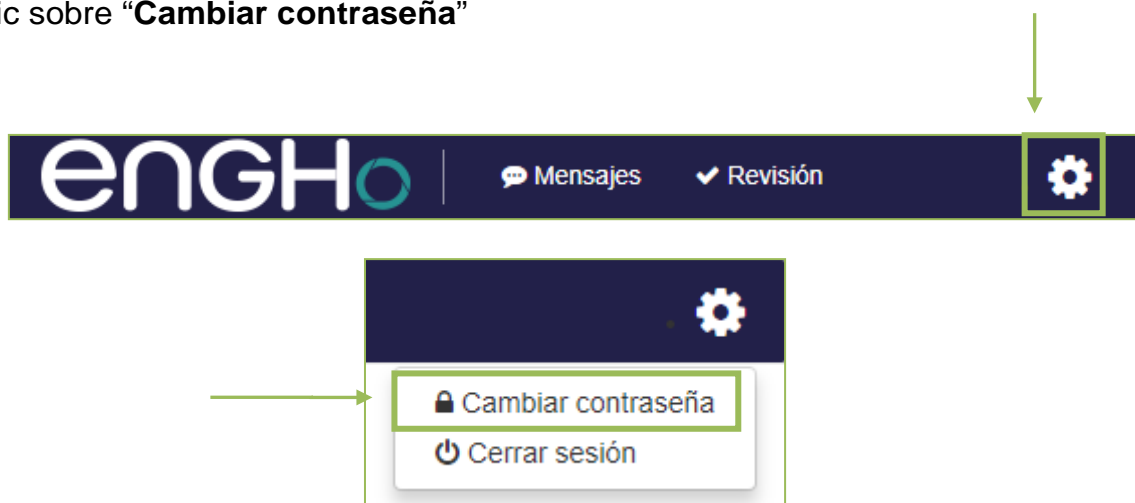 ic sobre “Cambiar contraseña”
enGHo
Mensajes Revisión
Cambiar contraseña
Cerrar sesión